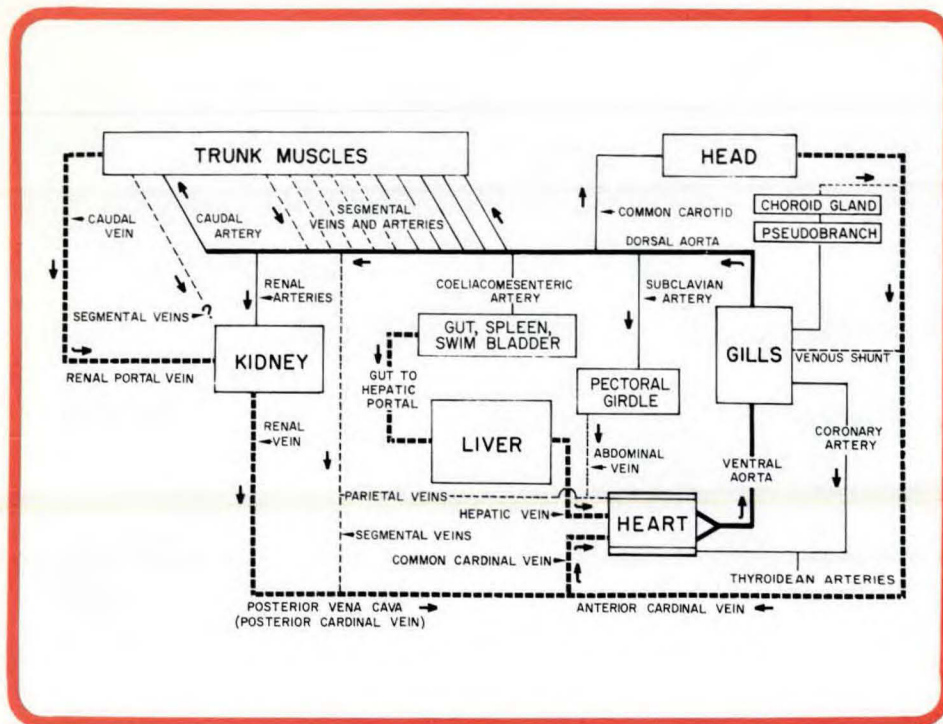 TRUNK MUSCLES
HEAD
CAUDAL
VEIN
CAUDAL
ARTERY
SEGMENTAL
VEINS AND ARTERIES
COMMON CAROTID
CHOROID GLAND
PSEUDOBRANCH
DORSAL AORTA
SEGMENTAL VEINS
?
RENAL
ARTERIES
COELIACOMESENTERIC
ARTERY
SUBCLAVIAN
ARTERY
KIDNEY
GUT, SPLEEN,
SWIM BLADDER
GILLS
VENOUS SHUNT
RENAL PORTAL VEIN
GUT TO
HEPATIC
PORTAL
PECTORAL
GIRDLE
RENAL
VEIN
LIVER
ABDOMINAL
VEIN
CORONARY
ARTERY
VENTRAL
AORTA
PARIETAL VEINS
HEPATIC VEIN
HEART
SEGMENTAL VEINS
COMMON CARDINAL VEIN
THYROIDEAN ARTERIES
POSTERIOR VENA CAVA
(POSTERIOR CARDINAL VEIN)
ANTERIOR CARDINAL VEIN